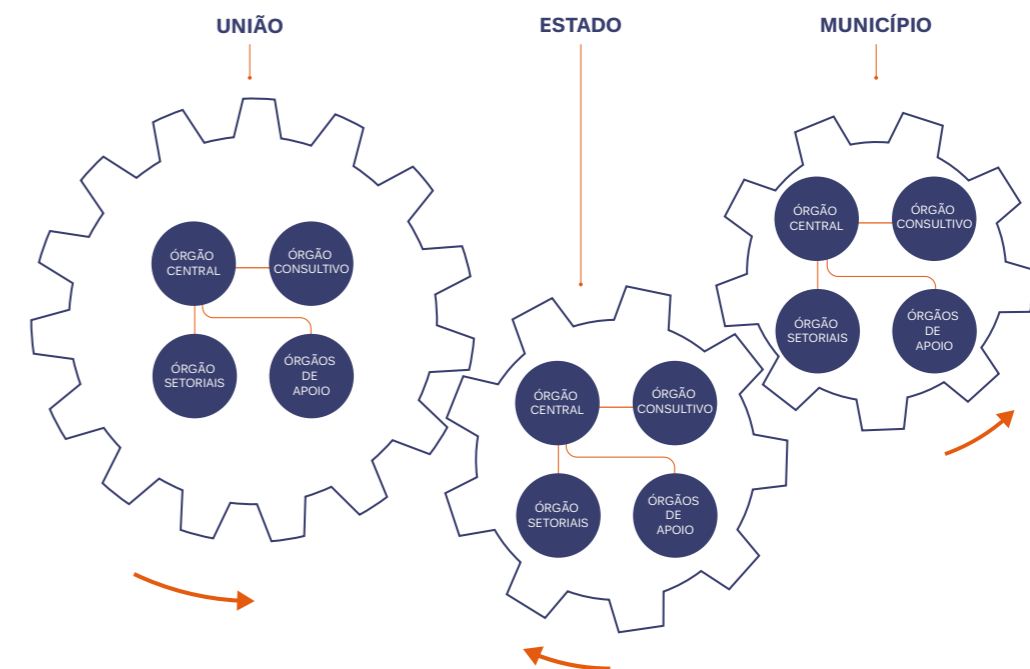 UNIÃO
ESTADO
MUNICÍPIO
ÓRGÃO
CENTRAL
ÓRGÃO
CONSULTIVO
ÓRGÃO
SETORIAIS
ÓRGÃOS
DE
APOIO
ÓRGÃO
CENTRAL
ÓRGÃO
CONSULTIVO
ÓRGÃO
SETORIAIS
ÓRGÃOS
DE
APOIO
ÓRGÃO
CENTRAL
ÓRGÃO
CONSULTIVO
ÓRGÃO
SETORIAIS
ÓRGÃOS
DE
APOIO